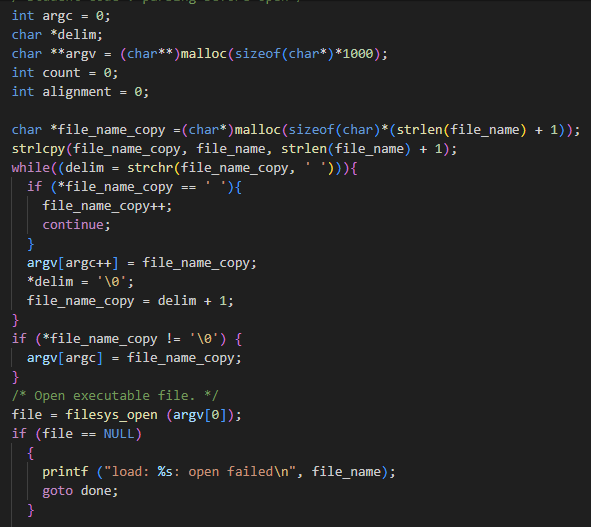 int argc = 0;
char *delim;
char **argv = (char**)malloc(sizeof(char*)*1000);
int count = 0;
int alignment = 0;

char *file_name_copy =(char*)malloc(sizeof(char)*(strlen(file_name) + 1));
strlcpy(file_name_copy, file_name, strlen(file_name) + 1);
while((delim = strchr(file_name_copy, ' '))){
  if (*file_name_copy == ' '){
    file_name_copy++;
    continue;
  }
  argv[argc++] = file_name_copy;
  *delim = '\0';
  file_name_copy = delim + 1;
}
if (*file_name_copy != '\0') {
  argv[argc] = file_name_copy;
}
/* Open executable file. */
file = filesys_open (argv[0]);
if (file == NULL)
  {
    printf ("load: %s: open failed\n", file_name);
    goto done;
  }